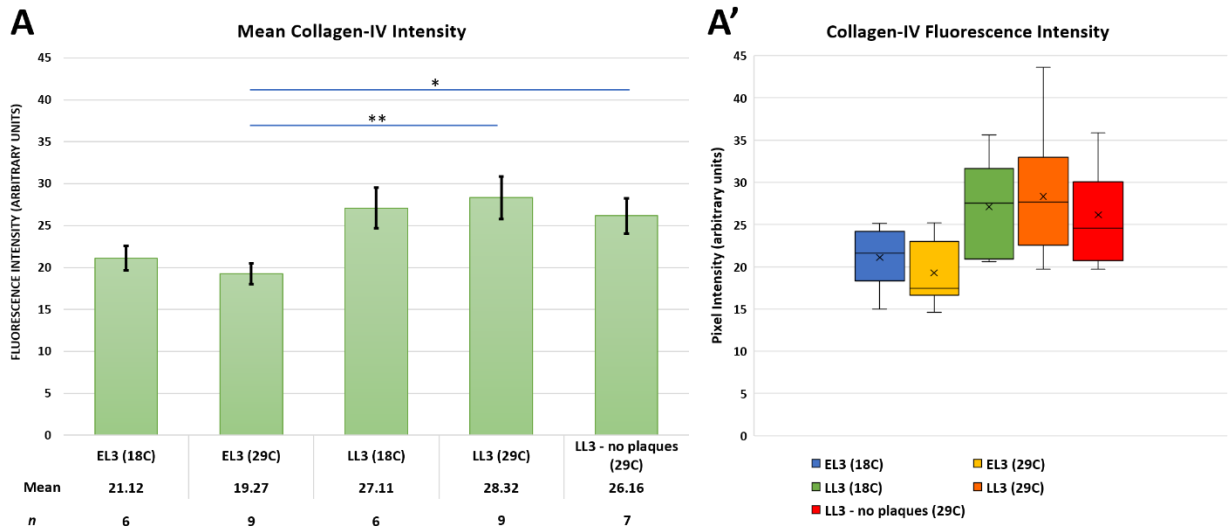 A
Mean Collagen-IV Intensity
FLUORESCENCE INTENSITY (ARBITRARY UNITS)
45
40
35
30
25
20
15
10
5
0
*
**
EL3 (18C) EL3 (29C) LL3 (18C) LL3 (29C) LL3 - no plaques
(29C)
Mean 21.12 19.27 27.11 28.32 26.16
n 6 9 6 9 7
A'
Collagen-IV Fluorescence Intensity
Pixel Intensity (arbitrary units)
45
40
35
30
25
20
15
10
5
0
EL3 (18C) EL3 (29C)
LL3 (18C) LL3 (29C)
LL3 - no plaques (29C)